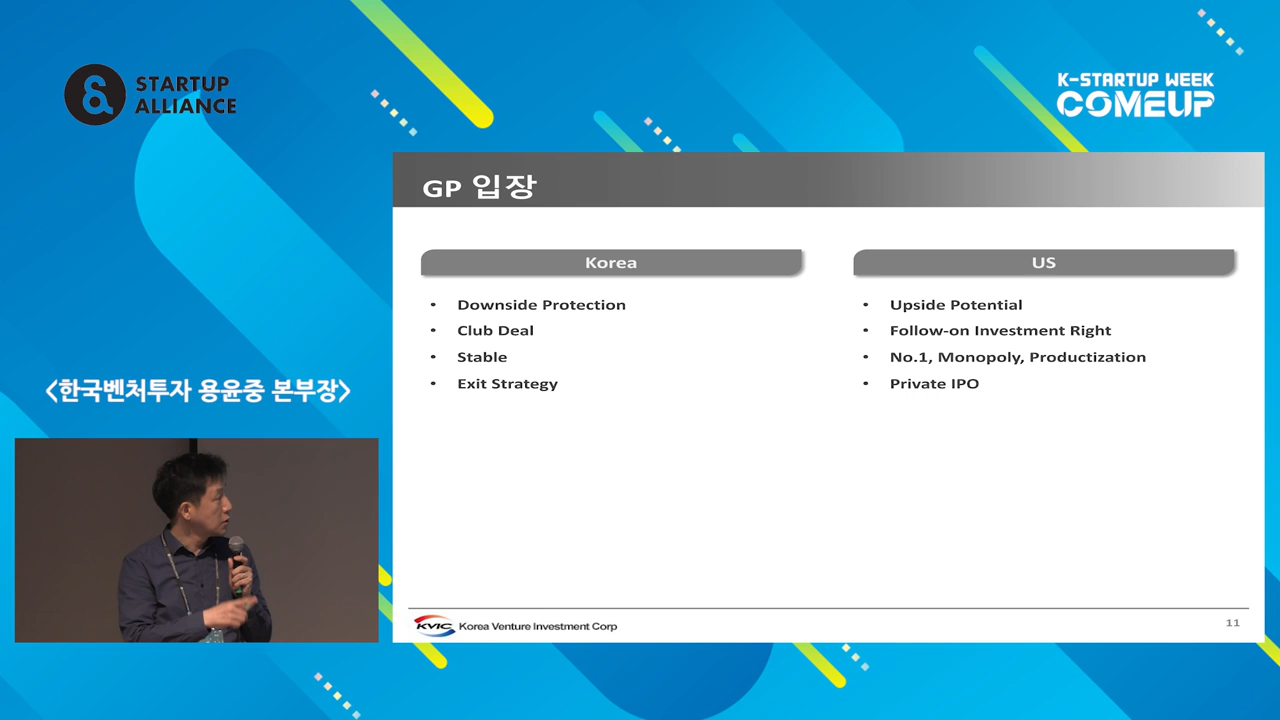 STARTUP
ALLIANCE
K-STARTUP WEEK
COMEUP
GP 입장
Korea
• Downside Protection
• Club Deal
• Stable
• Exit Strategy
US
• Upside Potential
• Follow-on Investment Right
• No.1, Monopoly, Productization
• Private IPO
<한국벤처투자 용윤중 본부장>
KVIC Korea Venture Investment Corp
11